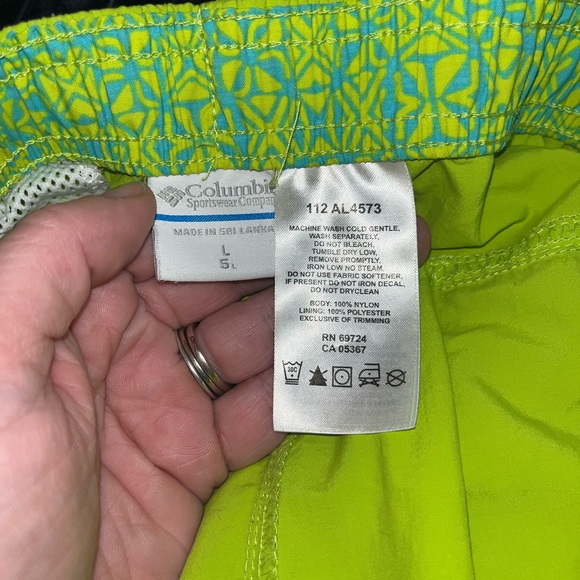 Columbia
Sportswear Company
MADE IN SRI LANKA
L
5L
112 AL4573
MACHINE WASH COLD GENTLE,
WASH SEPARATELY,
DO NOT BLEACH,
TUMBLE DRY LOW,
REMOVE PROMPTLY,
IRON LOW NO STEAM.
DO NOT USE FABRIC SOFTENER,
IF PRESENT DO NOT IRON DECAL,
DO NOT DRYCLEAN
BODY: 100% NYLON
LINING: 100% POLYESTER
EXCLUSIVE OF TRIMMING
RN 69724
CA 05367
30C